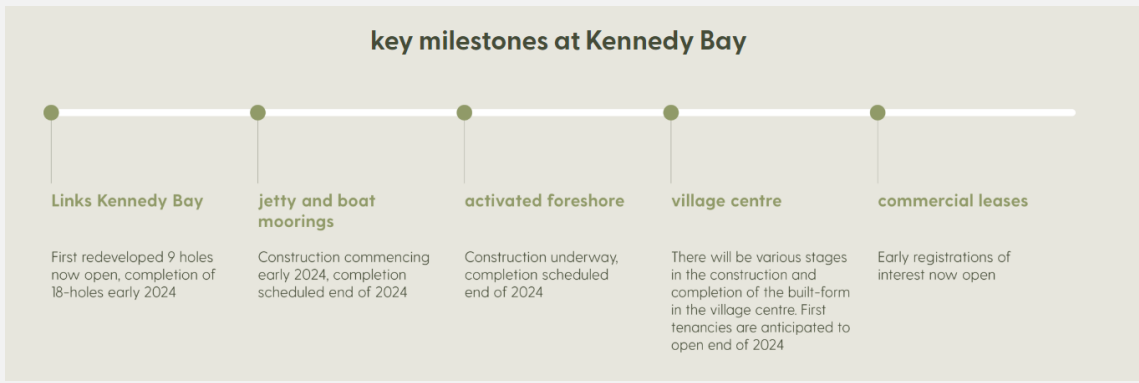 key milestones at Kennedy Bay
Links Kennedy Bay
First redeveloped 9 holes
now open, completion of
18-holes early 2024
jetty and boat
moorings
Construction commencing
early 2024, completion
scheduled end of 2024
activated foreshore
Construction underway,
completion scheduled
end of 2024
village centre
There will be various stages
in the construction and
completion of the built-form
in the village centre. First
tenancies are anticipated to
open end of 2024
commercial leases
Early registrations of
interest now open